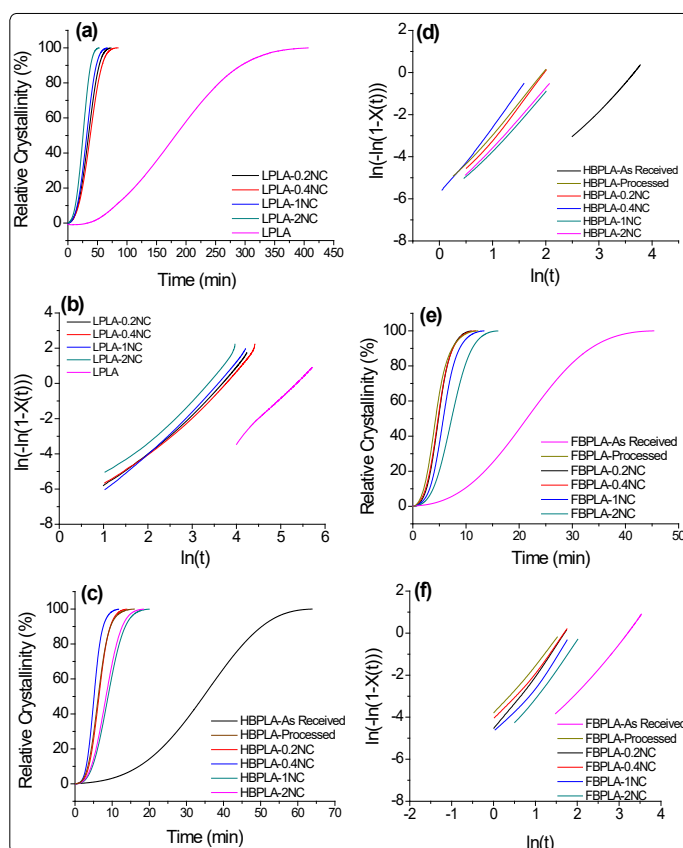 (a)
Relative Crystallinity (%)
100
80
60
40
20
0
LPLA-0.2NC
LPLA-0.4NC
LPLA-1NC
LPLA-2NC
LPLA
0 50 100 150 200 250 300 350 400 450
Time (min)
(d)
ln(-ln(1-X(t)))
2
0
-2
-4
-6
-8
HBPLA-As Received
HBPLA-Processed
HBPLA-0.2NC
HBPLA-0.4NC
HBPLA-1NC
HBPLA-2NC
-1 0 1 2 3 4
ln(t)
(b)
ln(-ln(1-X(t)))
4
2
0
-2
-4
-6
-8
LPLA-0.2NC
LPLA-0.4NC
LPLA-1NC
LPLA-2NC
LPLA
0 1 2 3 4 5 6
ln(t)
(e)
Relative Crystallinity (%)
100
80
60
40
20
0
FBPLA-As Received
FBPLA-Processed
FBPLA-0.2NC
FBPLA-0.4NC
FBPLA-1NC
FBPLA-2NC
0 10 20 30 40 50
Time (min)
(c)
Relative Crystallinity (%)
100
80
60
40
20
0
HBPLA-As Received
HBPLA-Processed
HBPLA-0.2NC
HBPLA-0.4NC
HBPLA-1NC
HBPLA-2NC
0 10 20 30 40 50 60 70
Time (min)
(f)
ln(-ln(1-X(t)))
2
0
-2
-4
-6
-8
FBPLA-As Received
FBPLA-Processed
FBPLA-0.2NC
FBPLA-0.4NC
FBPLA-1NC
FBPLA-2NC
-2 -1 0 1 2 3 4
ln(t)